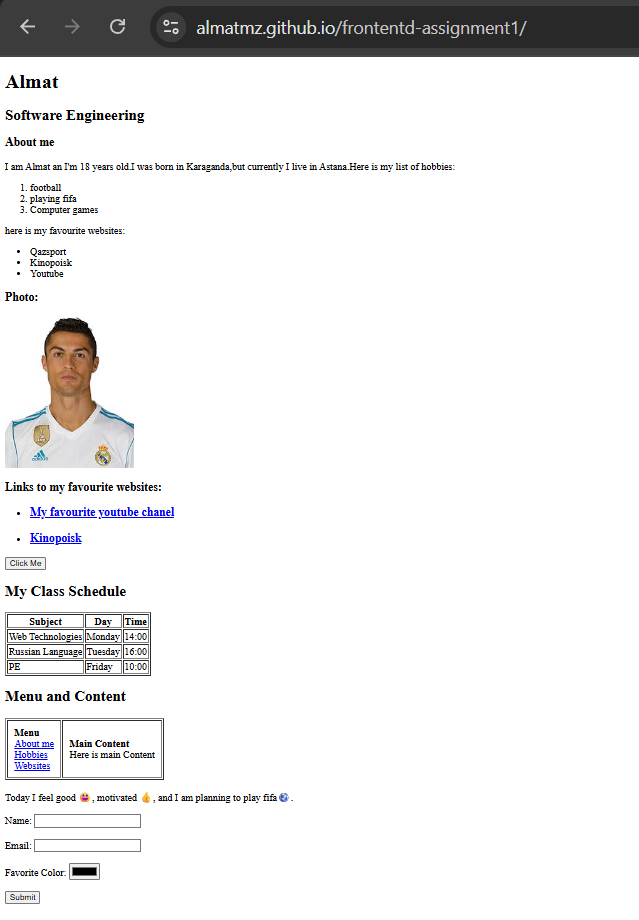 almatmz.github.io/frontentd-assignment1/
Almat
Software Engineering
About me
I am Almat an I'm 18 years old.I was born in Karaganda,but currently I live in Astana.Here is my list of hobbies:
1. football
2. playing fifa
3. Computer games
here is my favourite websites:
• Qazsport
• Kinopoisk
• Youtube
Photo:
adidas
Links to my favourite websites:
• My favourite youtube chanel
• Kinopoisk
Click Me
My Class Schedule
Subject Day Time
Web Technologies Monday 14:00
Russian Language Tuesday 16:00
PE Friday 10:00
Menu and Content
Menu
About me
Hobbies
Websites
Main Content
Here is main Content
Today I feel good 😃, motivated 👍, and I am planning to play fifa⚽.
Name:
Email:
Favorite Color:
Submit